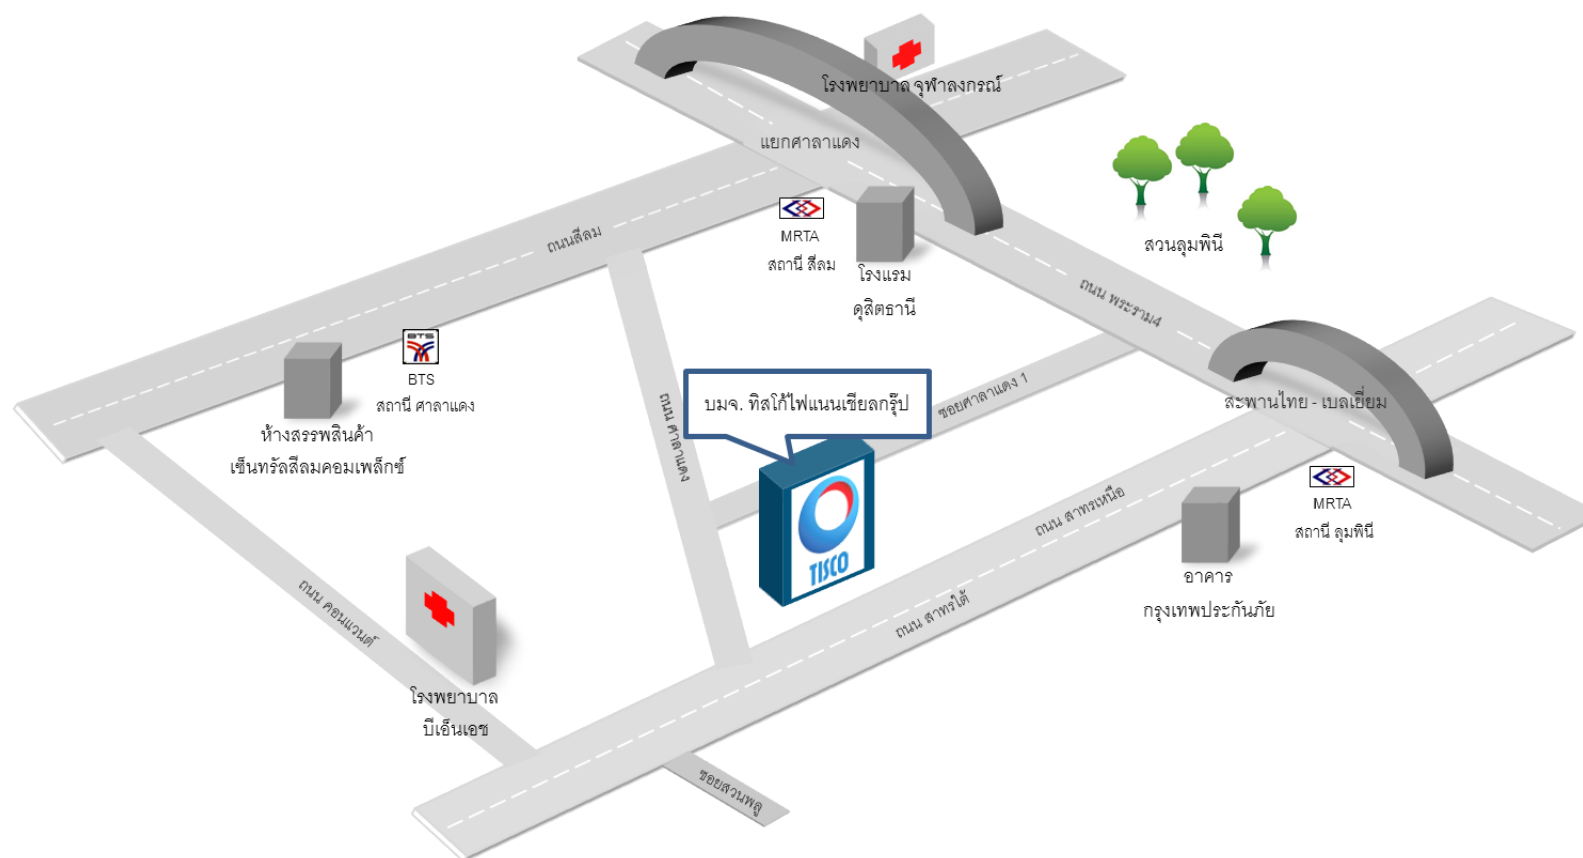 โรงพยาบาล จุฬาลงกรณ์
แยกศาลาแดง
ถนนสีลม
MRTA
สถานี สีลม
โรงแรม
ดุสิตธานี
สวนลุมพินี
ถนน พระราม4
BTS
BTS
สถานี ศาลาแดง
ห้างสรรพสินค้า
เซ็นทรัลสีลมคอมเพล็กซ์
ถนน ศาลาแดง
บมจ. ทิสโก้ไฟแนนเชียลกรุ๊ป
ซอยศาลาแดง 1
สะพานไทย - เบลเยี่ยม
TISCO
ถนน สาทรเหนือ
MRTA
สถานี ลุมพินี
อาคาร
กรุงเทพประกันภัย
ถนน สาทรใต้
ถนน คอนแวนต์
โรงพยาบาล
บีเอ็นเอช
ซอยสวนพลู